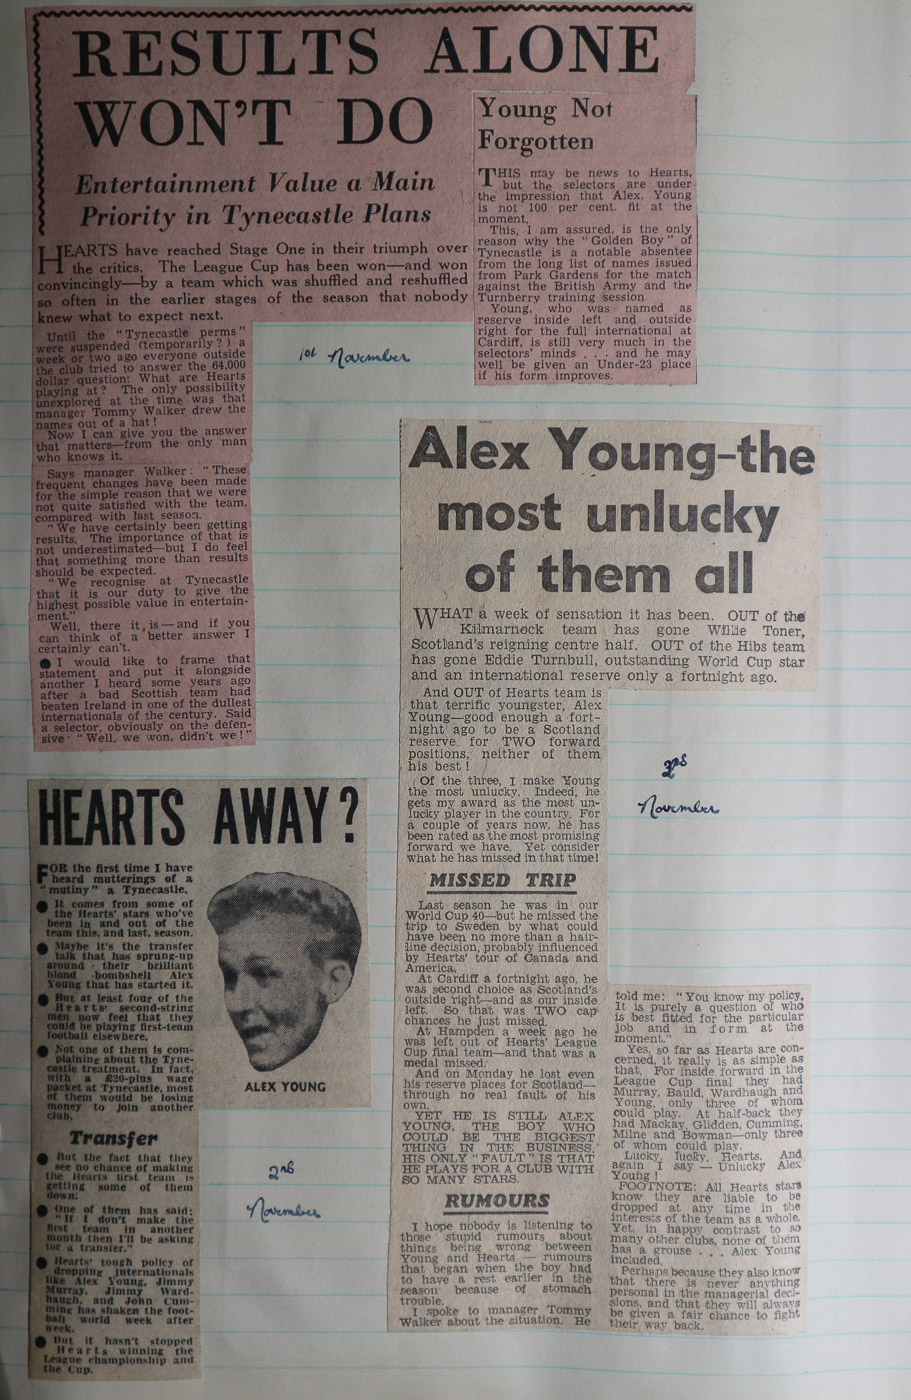 RESULTS ALONE
WON'T DO
Entertainment Value a Main
Priority in Tynecastle Plans
HEARTS have reached Stage One in their triumph over
the critics. The League Cup has been won—and won
convincingly—by a team which was shuffled and reshuffled
so often in the earlier stages of the season that nobody
knew what to expect next.
Until the "Tynecastle perms"
were suspended (temporarily?) a
week or two ago everyone outside
the club tried to answer the 64,000
dollar question: What are Hearts
playing at? The only possibility
unexplored at the time was that
manager Tommy Walker drew the
names out of a hat!
Now I can give you the answer
that matters—from the only man
who knows it.
Says manager Walker: "These
frequent changes have been made
for the simple reason that we were
not quite satisfied with the team,
compared with last season.
"We have certainly been getting
results. The importance of that is
not underestimated—but I do feel
that something more than results
should be expected.
"We recognise at Tynecastle
that it is our duty to give the
highest possible value in entertain-
ment."
Well, there it is—and if you
can think of a better answer I
certainly can't.
● I would like to frame that
statement and put it alongside
another I heard some years ago
after a bad Scottish team had
beaten Ireland in one of the dullest
internationals of the century. Said
a selector, obviously on the defen-
sive: "Well, we won, didn't we!"
Young Not
Forgotten
THIS may be news to Hearts,
but the selectors are under
the impression that Alex. Young
is not 100 per cent. fit at the
moment.
This, I am assured, is the only
reason why the "Golden Boy" of
Tynecastle is a notable absentee
from the long list of names issued
from Park Gardens for the match
against the British Army and the
Turnberry training session.
Young, who was named as
reserve inside left and outside
right for the full international at
Cardiff, is still very much in the
selectors' minds . . . and he may
well be given an Under-23 place
if his form improves.
1st November
Alex Young–the
most unlucky
of them all
WHAT a week of sensation it has been. OUT of the
Kilmarnock team has gone Willie Toner,
Scotland's reigning centre half. OUT of the Hibs team
has gone Eddie Turnbull, outstanding World Cup star
and an international reserve only a fortnight ago.
And OUT of Hearts team is
that terrific youngster, Alex
Young—good enough a fort-
night ago to be a Scotland
reserve for TWO forward
positions, neither of them
his best!
Of the three, I make Young
the most unlucky. Indeed, he
gets my award as the most un-
lucky player in the country. For
a couple of years now, he has
been rated as the most promising
forward we have. Yet consider
what he has missed in that time!
MISSED TRIP
Last season he was in our
World Cup 40—but he missed the
trip to Sweden by what could
have been no more than a hair-
line decision, probably influenced
by Hearts' tour of Canada and
America.
At Cardiff a fortnight ago, he
was second choice as Scotland's
outside right—and as our inside
left. So that was TWO cap
chances he just missed.
At Hampden a week ago he
was left out of Hearts' League
Cup final team—and that was a
medal missed.
And on Monday he lost even
his reserve places for Scotland—
through no real fault of his
own.
YET HE IS STILL ALEX
YOUNG, THE BOY WHO
COULD BE THE BIGGEST
THING IN THE BUSINESS.
HIS ONLY "FAULT" IS THAT
HE PLAYS FOR A CLUB WITH
SO MANY STARS.
RUMOURS
I hope nobody is listening to
those stupid rumours about
things being wrong between
Young and Hearts — rumours
that began when the boy had
to have a rest earlier in the
season because of stomach
trouble.
I spoke to manager Tommy
Walker about the situation. He
told me: "You know my policy.
It is purely a question of who
is best fitted for the particular
job and in form at the
moment."
Yes, so far as Hearts are con-
cerned, it really is as simple as
that. For inside forward in the
League Cup final they had
Murray, Bauld, Wardhaugh and
Young, only three of whom
could play. At half-back they
had Mackay, Glidden, Cumming,
Milne and Bowman—only three
of whom could play.
Lucky, lucky, Hearts. And
again I say — Unlucky Alex
Young!
FOOTNOTE: All Hearts stars
know they are liable to be
dropped at any time in the
interests of the team as a whole.
Yet, in happy contrast to so
many other clubs, none of them
has a grouse . . . Alex Young
included.
Perhaps because they also know
that there is never anything
personal in the managerial deci-
sions, and that they will always
be given a fair chance to fight
their way back.
2nd
November
HEARTS AWAY?
FOR the first time I have
heard mutterings of a
"mutiny" a Tynecastle.
● It comes from some of
the Hearts' stars who've
been in and out of the
team this, and last, season.
● Maybe it's the transfer
talk that has sprung-up
around their brilliant
blond bombshell Alex
Young that has started it.
● But at least four of the
Hearts' second-string
men now feel that they
could be playing first-team
football elsewhere.
● Not one of them is com-
plaining about the Tyne-
castle treatment. In fact,
with a £20-plus wage
packet at Tynecastle, most
of them would be losing
money to join another
club.
Transfer
● But the fact that they
see no chance of making
the Hearts first team is
getting some of them
down.
● One of them has said:
"If I don't make the
first team in another
month then I'll be asking
for a transfer."
● Hearts' tough policy of
dropping internationals
like Alex Young, Jimmy
Murray, Jimmy Ward-
haugh, and John Cum-
ming has shaken the foot-
ball world week after
week.
● But it hasn't stopped
Hearts winning the
League championship and
the Cup.
ALEX YOUNG
2nd
November